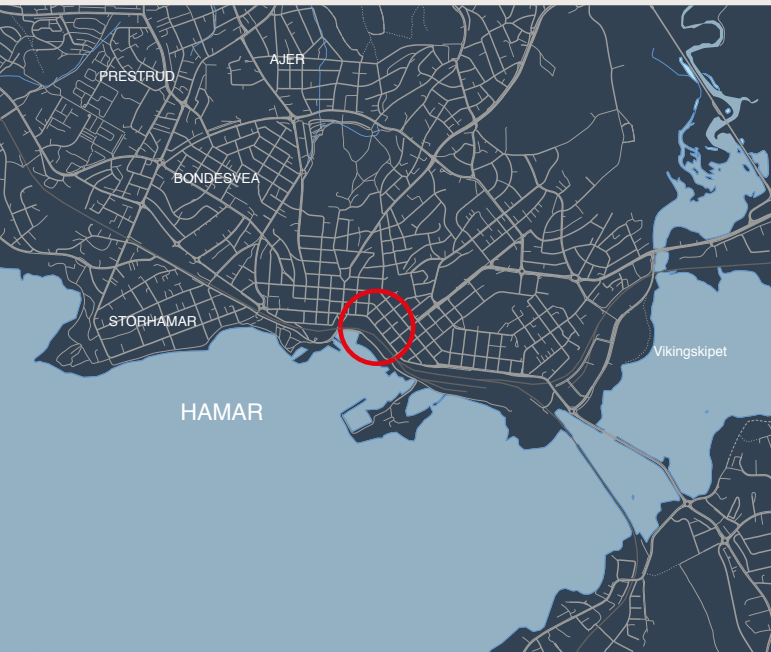 AJER
PRESTRUD
BONDESVEA
STORHAMAR
Vikingskipet
HAMAR